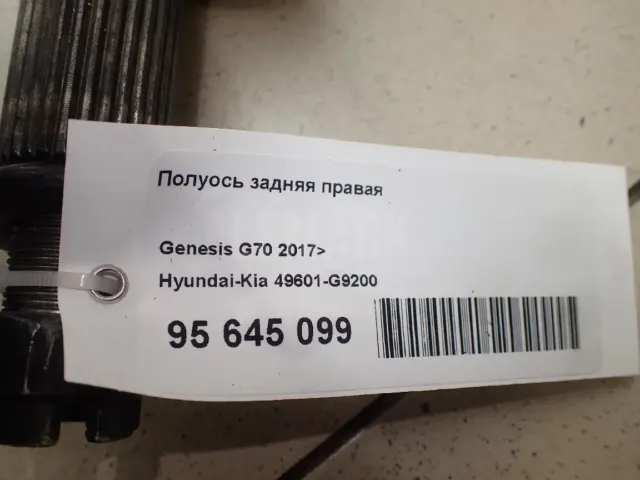 Полуось задняя правая
Genesis G70 2017>
Hyundai-Kia 49601-G9200
95 645 099